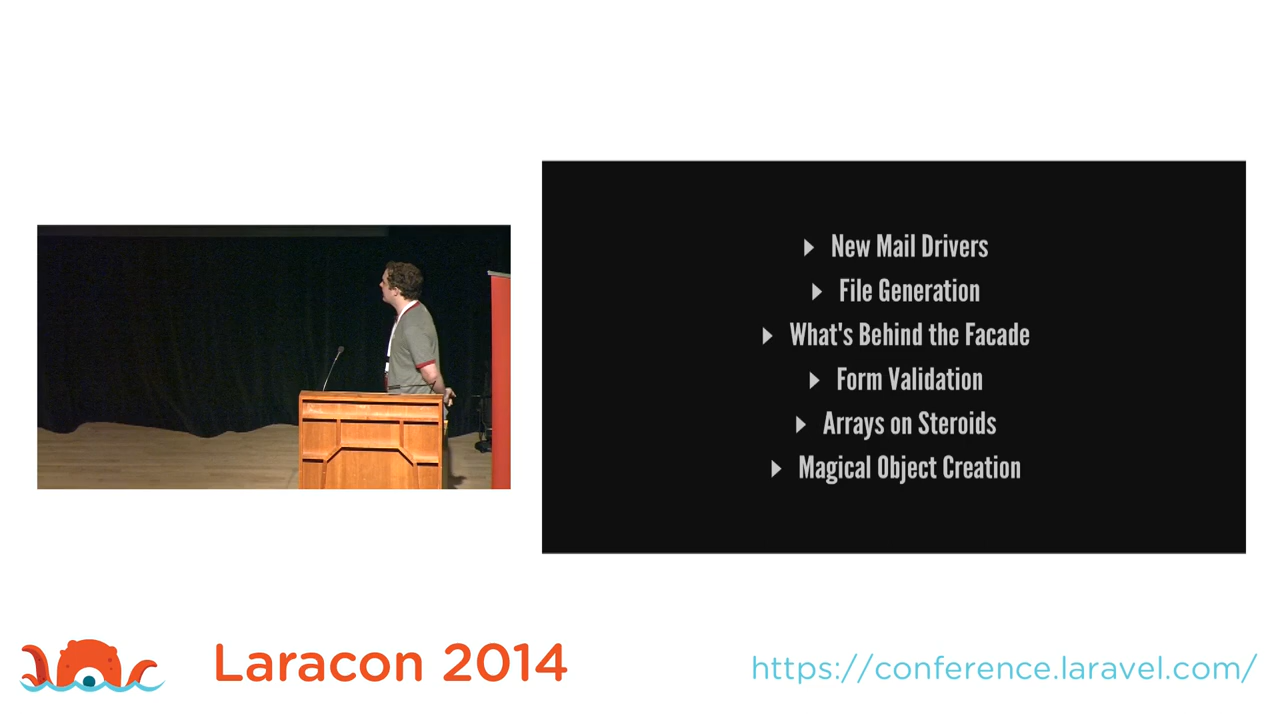 New Mail Drivers
File Generation
What's Behind the Facade
Form Validation
Arrays on Steroids
Magical Object Creation
Laracon 2014
https://conference.laravel.com/